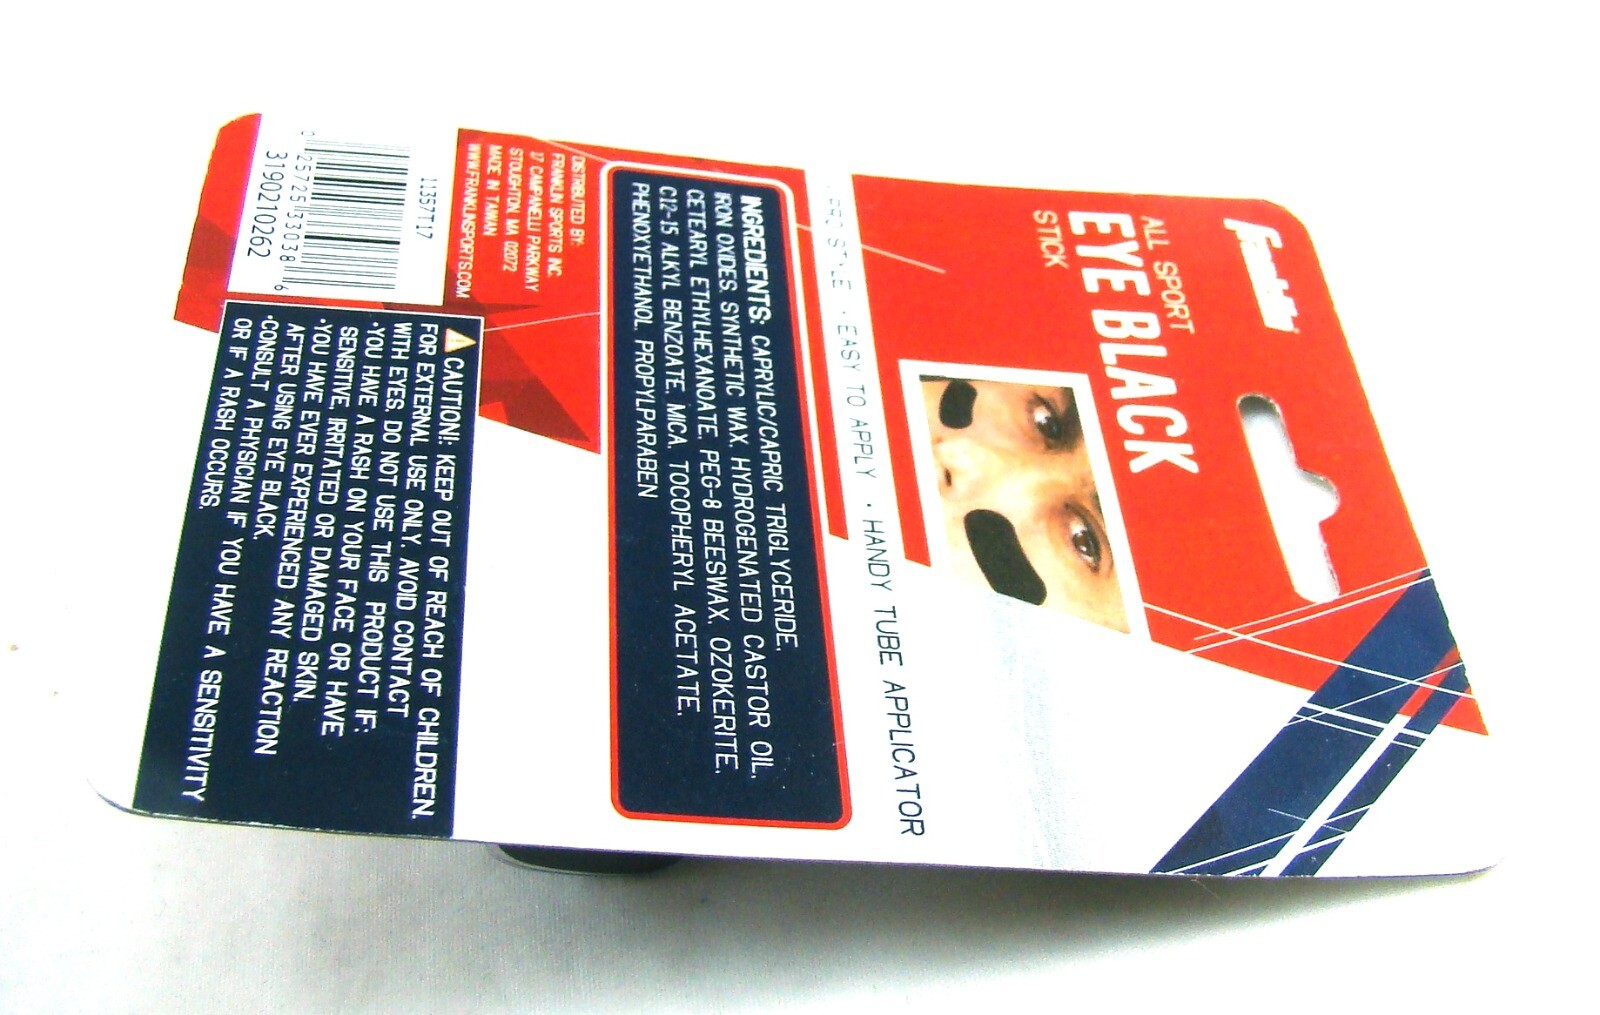 Franklin
ALL SPORT
EYE BLACK
STICK
STYLE · EASY TO APPLY · HANDY TUBE APPLICATOR
INGREDIENTS: CAPRYLIC/CAPRIC TRIGLYCERIDE,
IRON OXIDES, SYNTHETIC WAX, HYDROGENATED CASTOR OIL,
CETEARYL ETHYLHEXANOATE, PEG-8 BEESWAX, OZOKERITE,
C12-15 ALKYL BENZOATE, MICA, TOCOPHERYL ACETATE,
PHENOXYETHANOL, PROPYLPARABEN
DISTRIBUTED BY:
FRANKLIN SPORTS INC.
17 CAMPANELLI PARKWAY
STOUGHTON, MA 02072
MADE IN TAIWAN
WWW.FRANKLINSPORTS.COM
11357T17
0 25725 33038 6
3190210262
CAUTION!: KEEP OUT OF REACH OF CHILDREN.
FOR EXTERNAL USE ONLY. AVOID CONTACT
WITH EYES. DO NOT USE THIS PRODUCT IF:
•YOU HAVE A RASH ON YOUR FACE OR HAVE
SENSITIVE, IRRITATED OR DAMAGED SKIN.
•YOU HAVE EVER EXPERIENCED ANY REACTION
AFTER USING EYE BLACK.
•CONSULT A PHYSICIAN IF YOU HAVE A SENSITIVITY
OR IF A RASH OCCURS.